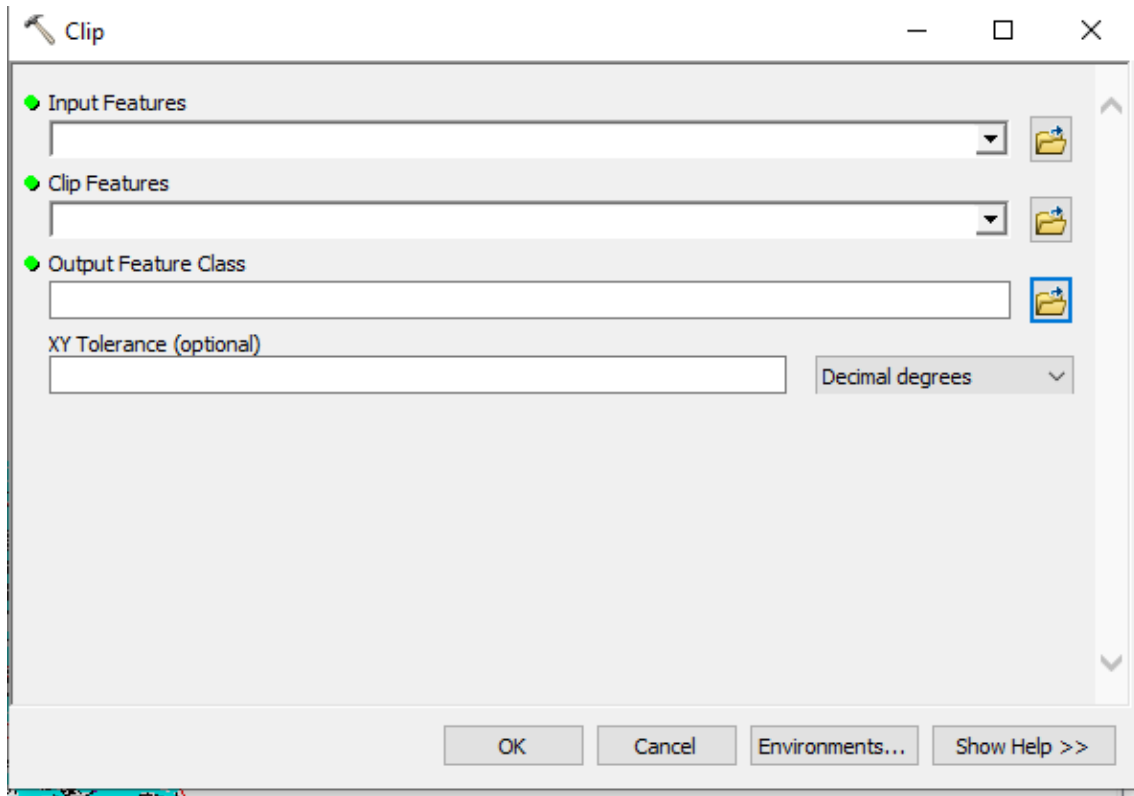 Clip
Input Features
Clip Features
Output Feature Class
XY Tolerance (optional)
Decimal degrees
OK Cancel Environments... Show Help >>